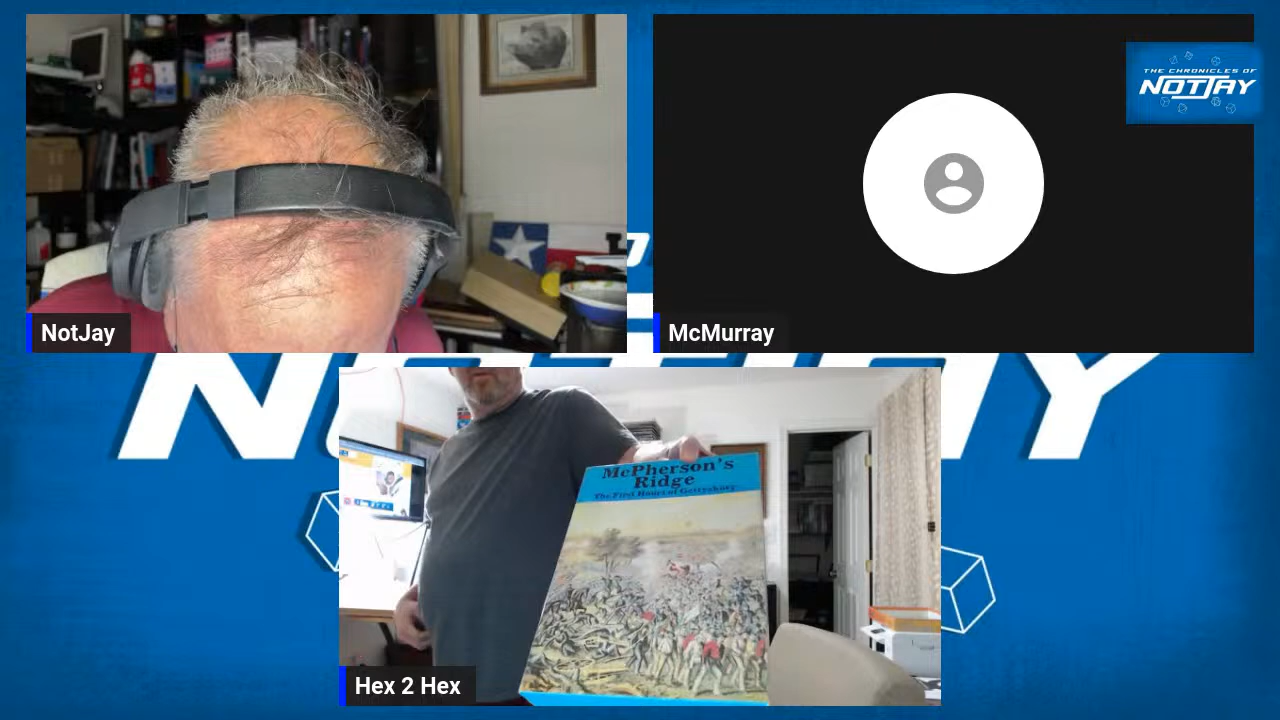 THE CHRONICLES OF
NOTJAY
NotJay
McMurray
McPherson's
Ridge
The First Hours of Gettysburg
Hex 2 Hex